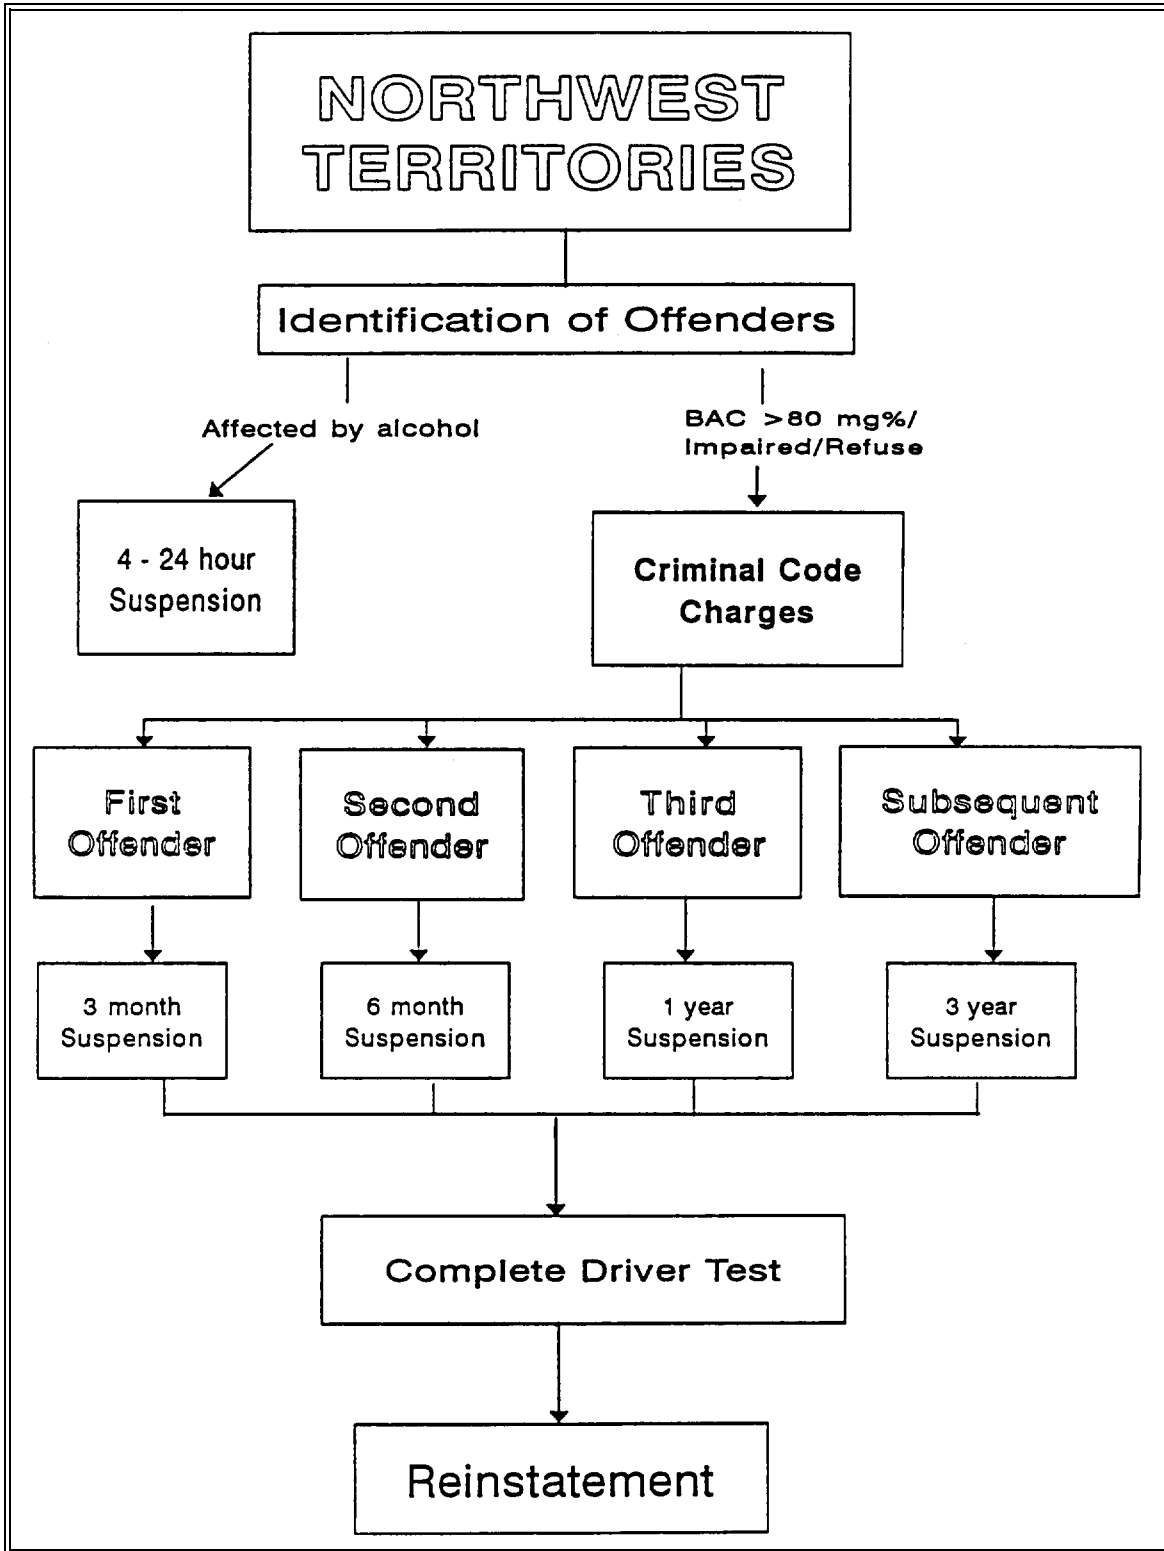 NORTHWEST
TERRITORIES
Identification of Offenders
Affected by alcohol
BAC >80 mg%/
Impaired/Refuse
4 - 24 hour
Suspension
Criminal Code
Charges
First
Offender
Second
Offender
Third
Offender
Subsequent
Offender
3 month
Suspension
6 month
Suspension
1 year
Suspension
3 year
Suspension
Complete Driver Test
Reinstatement